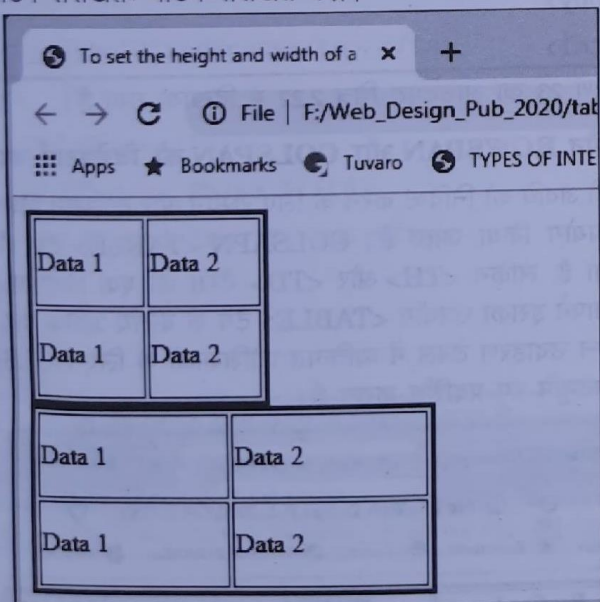 To set the height and width of a
File F:/Web_Design_Pub_2020/tab
Apps Bookmarks Tuvaro TYPES OF INTE
Data 1 Data 2
Data 1 Data 2
Data 1 Data 2
Data 1 Data 2